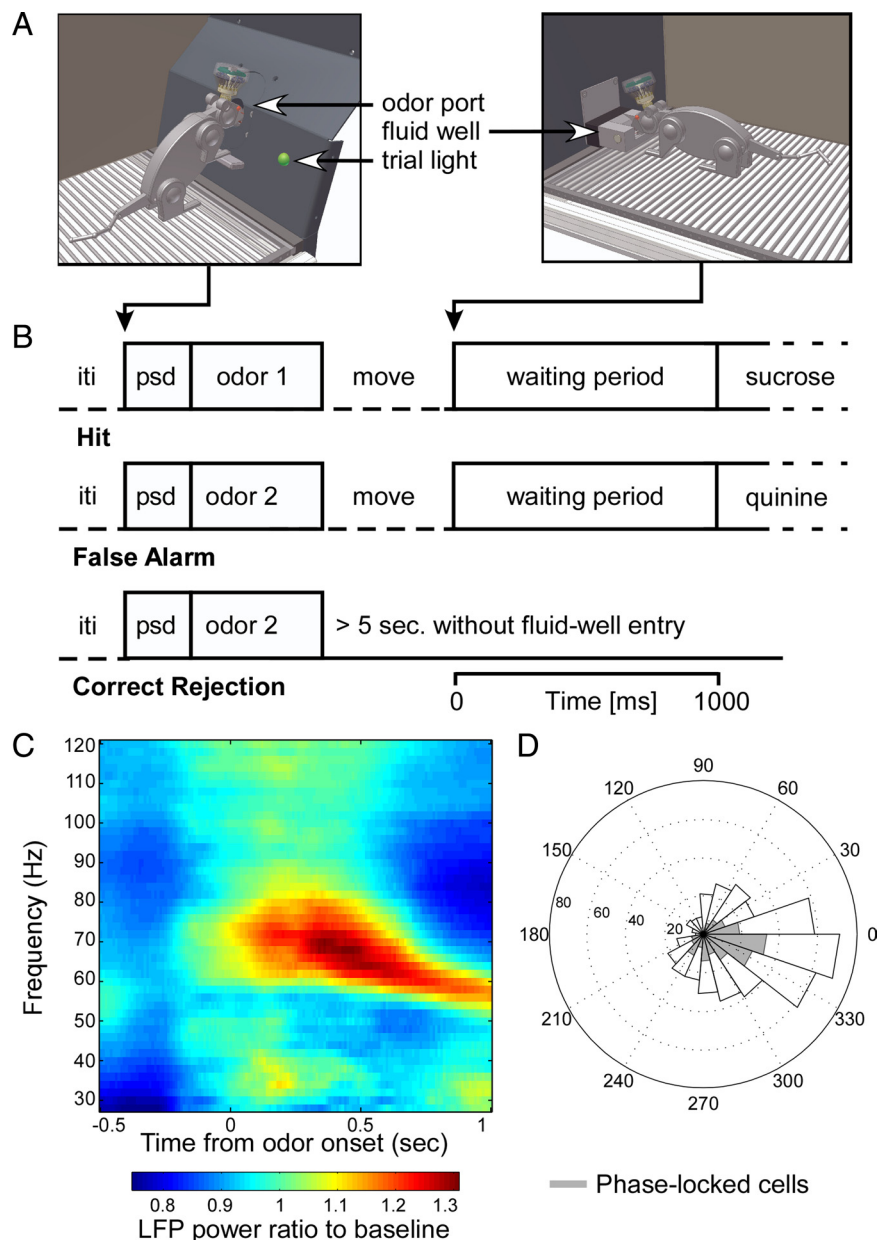 A
odor port
fluid well
trial light
B
iti psd odor 1 move waiting period sucrose
Hit
iti psd odor 2 move waiting period quinine
False Alarm
iti psd odor 2 > 5 sec. without fluid-well entry
Correct Rejection
0 Time [ms] 1000
C
120
100
90
80
70
60
50
40
30
Frequency (Hz)
-0.5 0 0.5 1
Time from odor onset (sec)
0.8 0.9 1 1.1 1.2 1.3
LFP power ratio to baseline
D
90
120 60
150 30
80 60 40 20
180 0
210 330
240 300
270
Phase-locked cells